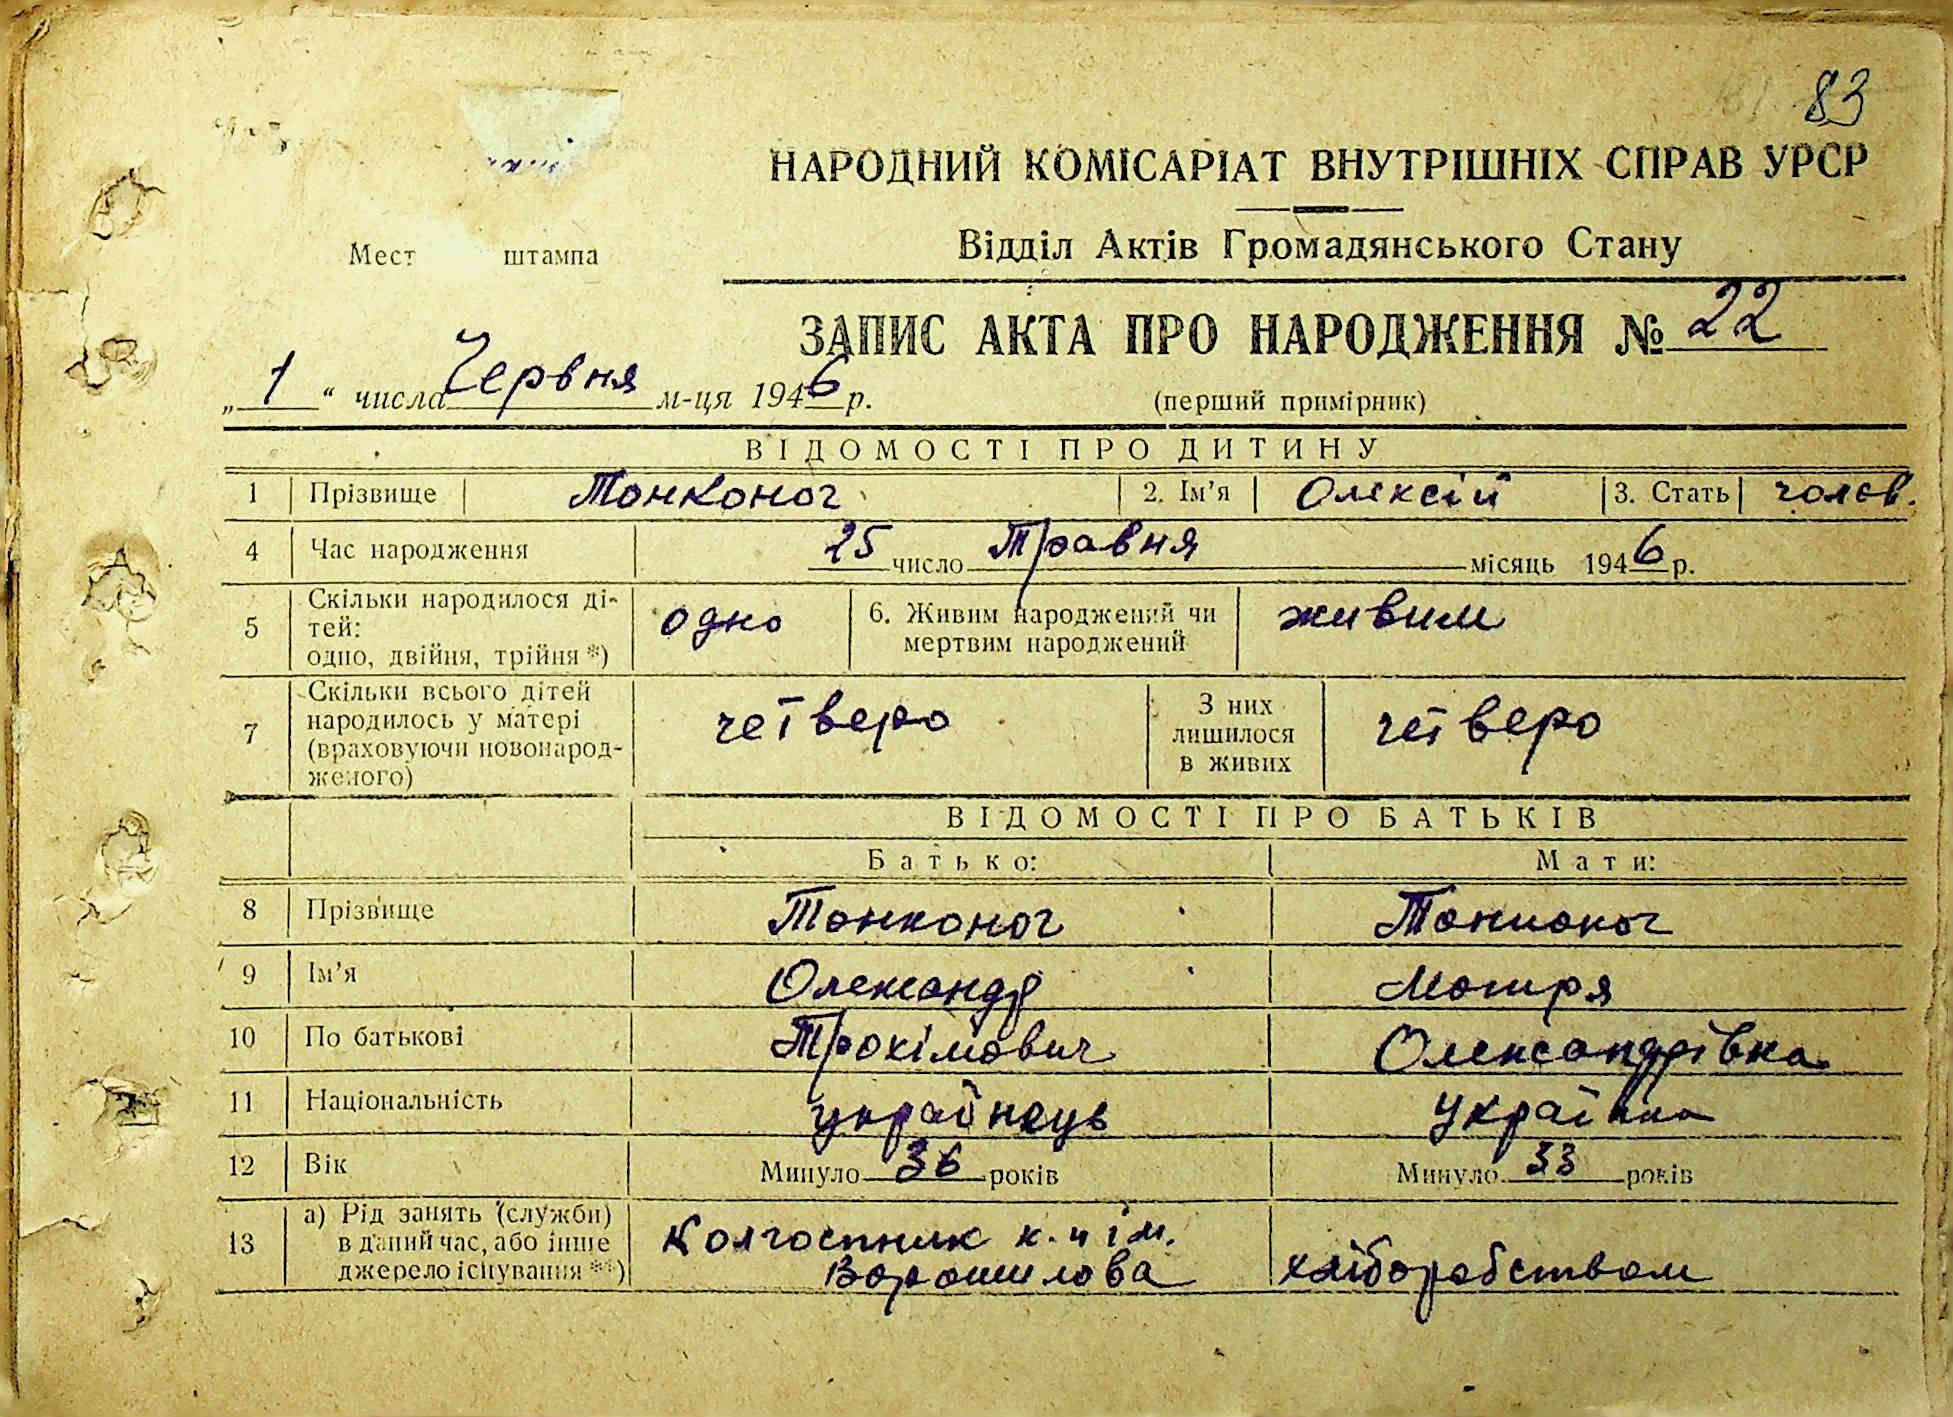 83
НАРОДНИЙ КОМІСАРІАТ ВНУТРІШНІХ СПРАВ УРСР
Відділ Актів Громадянського Стану
Мест штампа
ЗАПИС АКТА ПРО НАРОДЖЕННЯ № 22
„ 1 “ числа Червня м-ця 1946 р.
(перший примірник)
ВІДОМОСТІ ПРО ДИТИНУ
1 Прізвище Тонконог 2. Ім’я Олексій 3. Стать чолов.
4 Час народження 25 число Травня місяць 1946 р.
5 Скільки народилося ді-
тей:
одно, двійня, трійня *)
одно
6. Живим народжений чи
мертвим народжений
живим
7 Скільки всього дітей
народилось у матері
(враховуючи новонарод-
женого)
четверо
З них
лишилося
в живих
четверо
ВІДОМОСТІ ПРО БАТЬКІВ
Батько: Мати:
8 Прізвище Тонконог Тонконог
9 Ім’я Олександр Мотря
10 По батькові Трохімович Олександрівна
11 Національність українець українка
12 Вік Минуло 36 років Минуло 33 років
13 а) Рід занять (служби)
в даний час, або інше
джерело існування **)
Колгоспник к. ім.
Ворошилова
хліборобством